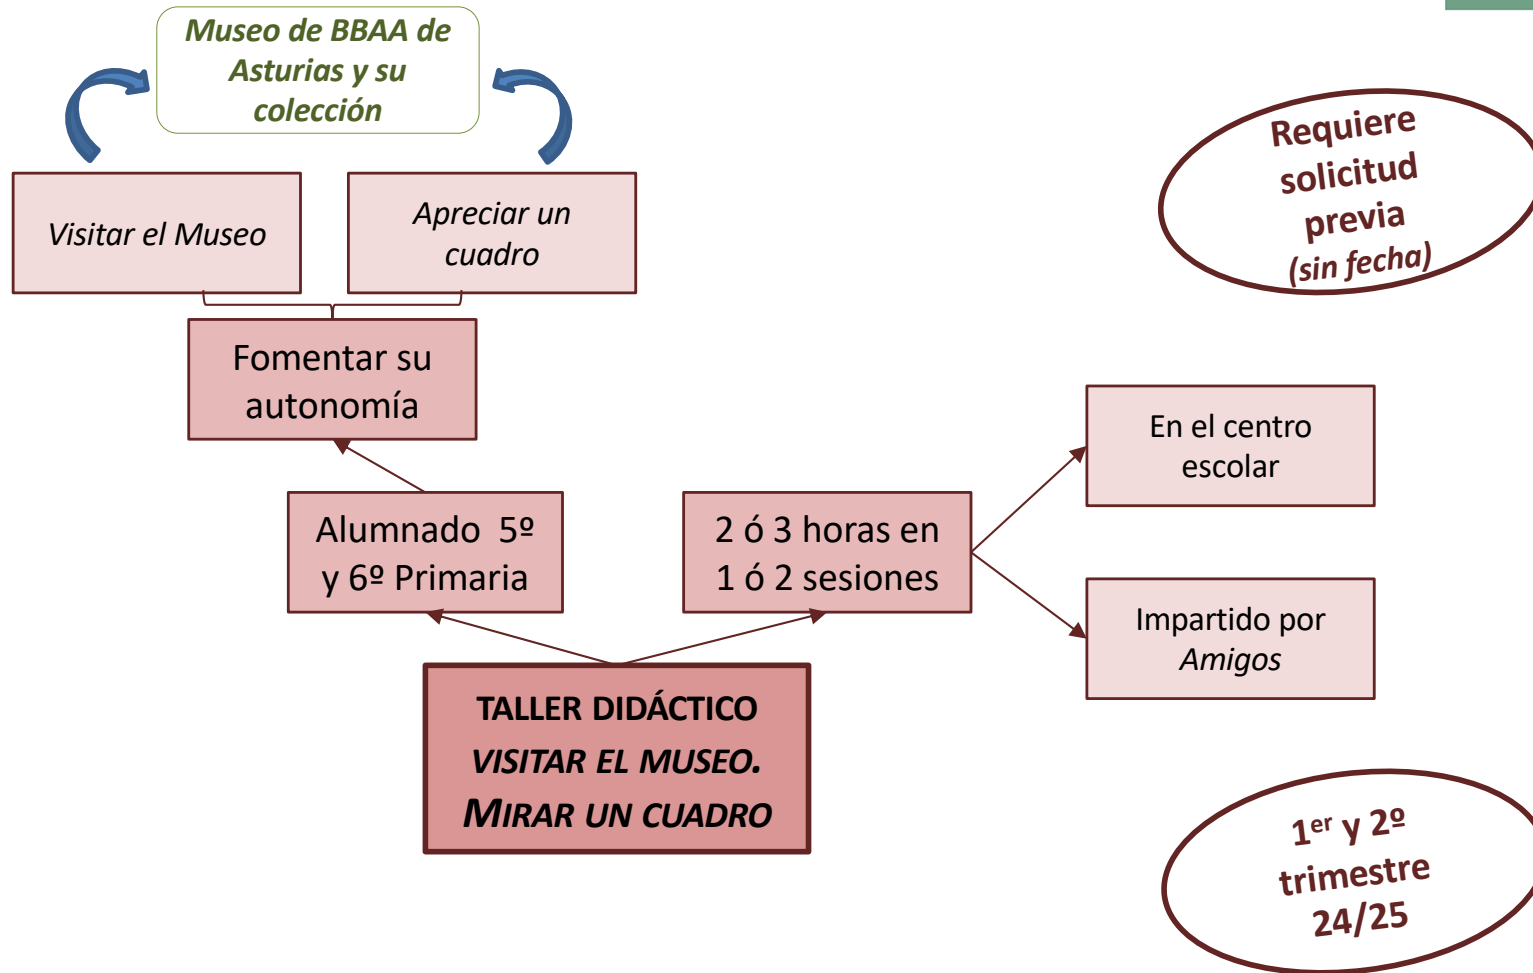 Museo de BBAA de
Asturias y su
colección
Visitar el Museo
Apreciar un
cuadro
Fomentar su
autonomía
Alumnado 5º
y 6º Primaria
2 ó 3 horas en
1 ó 2 sesiones
En el centro
escolar
Impartido por
Amigos
TALLER DIDÁCTICO
VISITAR EL MUSEO.
MIRAR UN CUADRO
Requiere
solicitud
previa
(sin fecha)
1er y 2º
trimestre
24/25